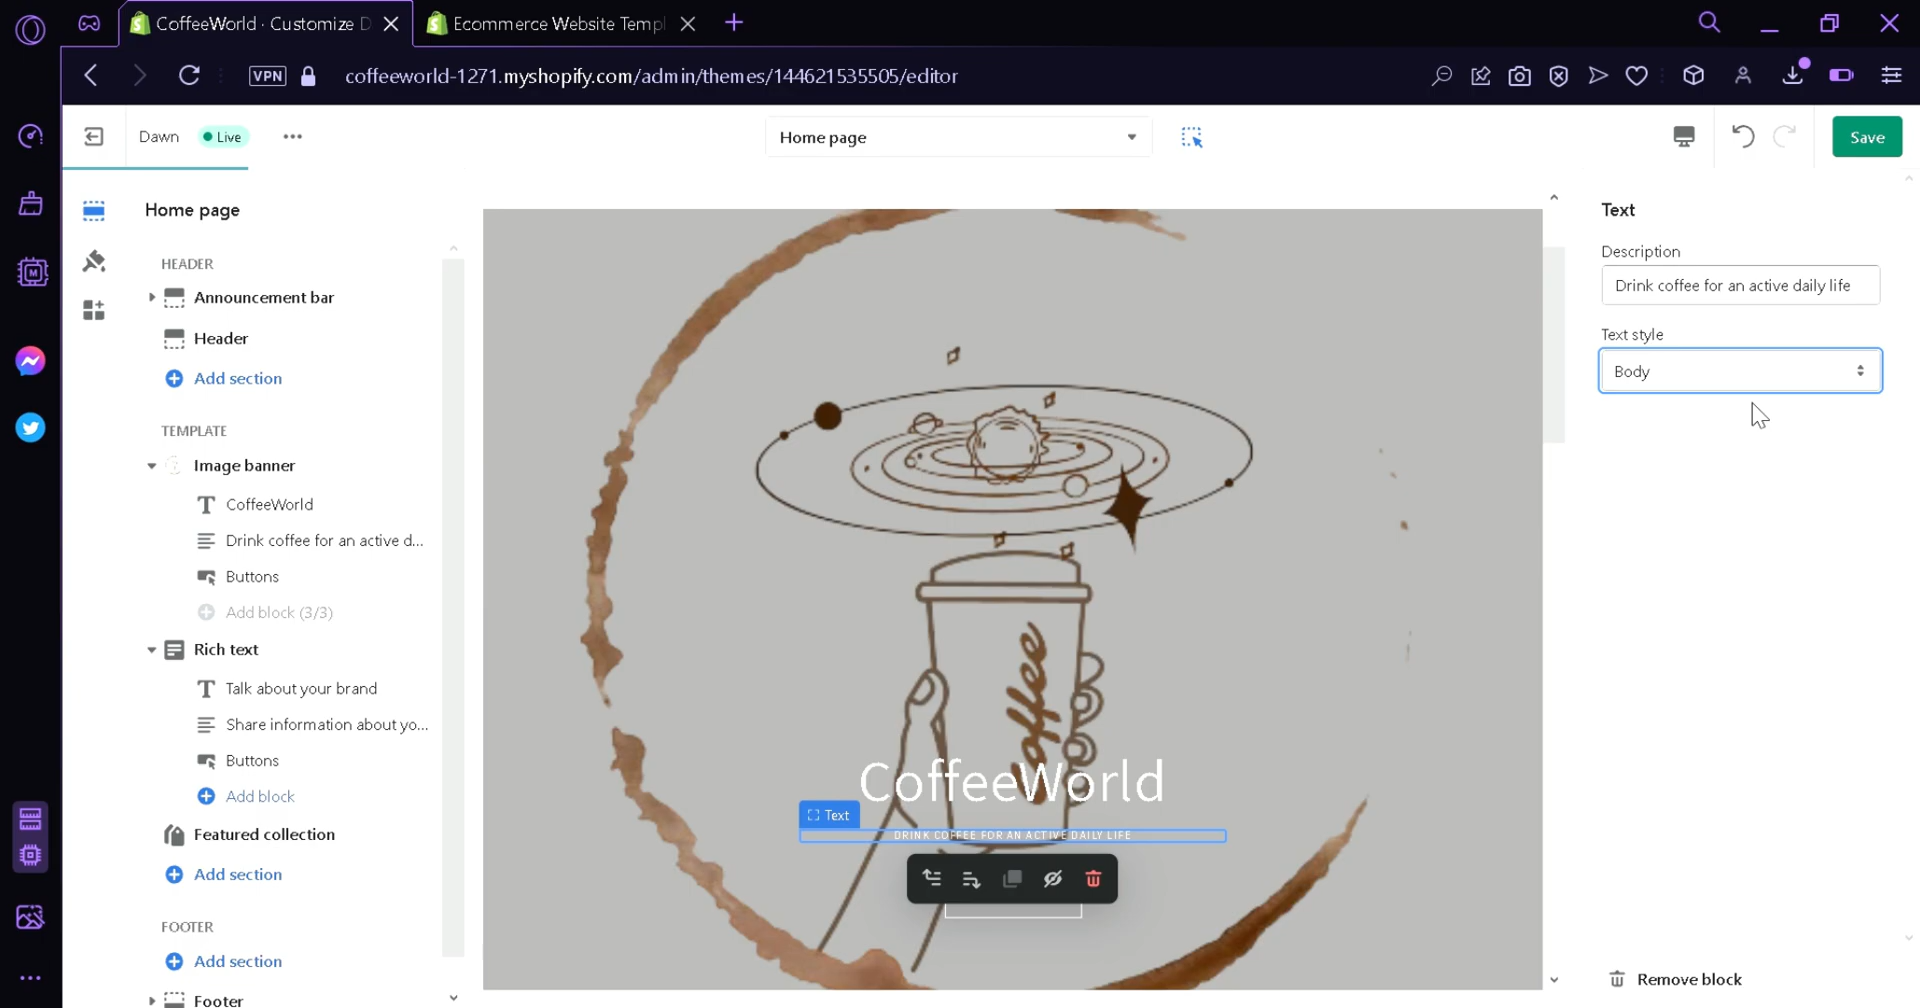 CoffeeWorld · Customize D
Ecommerce Website Templ
VPN
coffeeworld-1271.myshopify.com/admin/themes/144621535505/editor
Dawn
Live
Home page
Save
Home page
HEADER
Announcement bar
Header
Add section
TEMPLATE
Image banner
CoffeeWorld
Drink coffee for an active d...
Buttons
Add block (3/3)
Rich text
Talk about your brand
Share information about yo...
Buttons
Add block
Featured collection
Add section
FOOTER
Add section
Footer
coffee
CoffeeWorld
Text
DRINK COFFEE FOR AN ACTIVE DAILY LIFE
Text
Description
Drink coffee for an active daily life
Text style
Body
Remove block